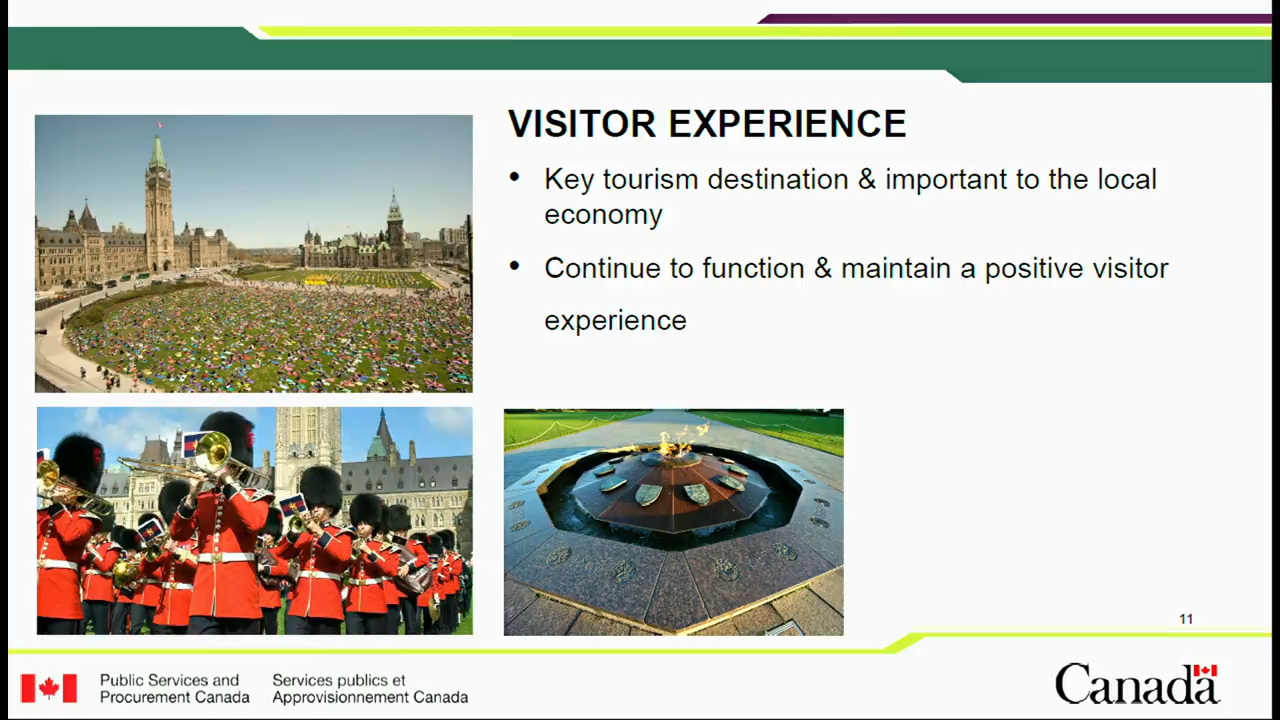 VISITOR EXPERIENCE
• Key tourism destination & important to the local
economy
• Continue to function & maintain a positive visitor
experience
11
Public Services and
Procurement Canada
Services publics et
Approvisionnement Canada
Canada